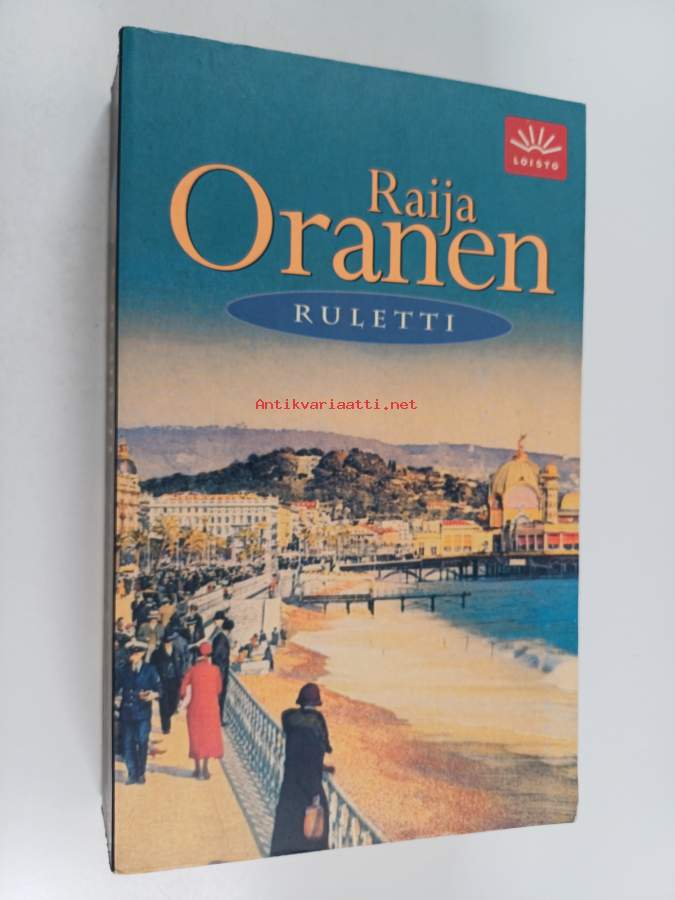 LOISTO
Raija
Oranen
RULETTI
Antikvariaatti.net